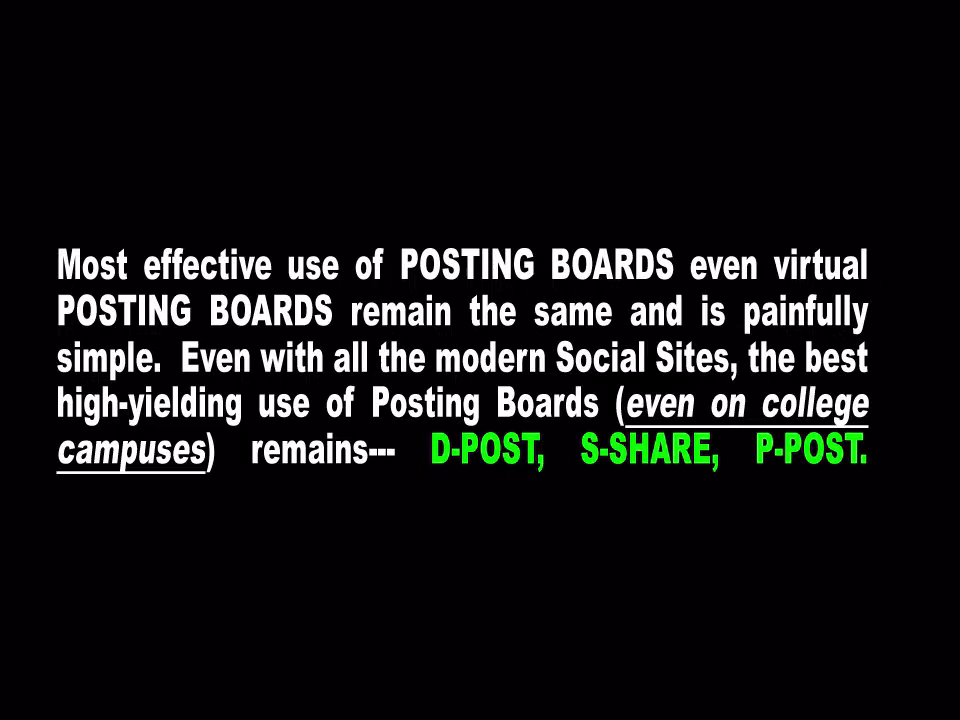 Most effective use of POSTING BOARDS even virtual
POSTING BOARDS remain the same and is painfully
simple.  Even with all the modern Social Sites, the best
high-yielding use of Posting Boards (even on college
campuses) remains--- D-POST, S-SHARE, P-POST.